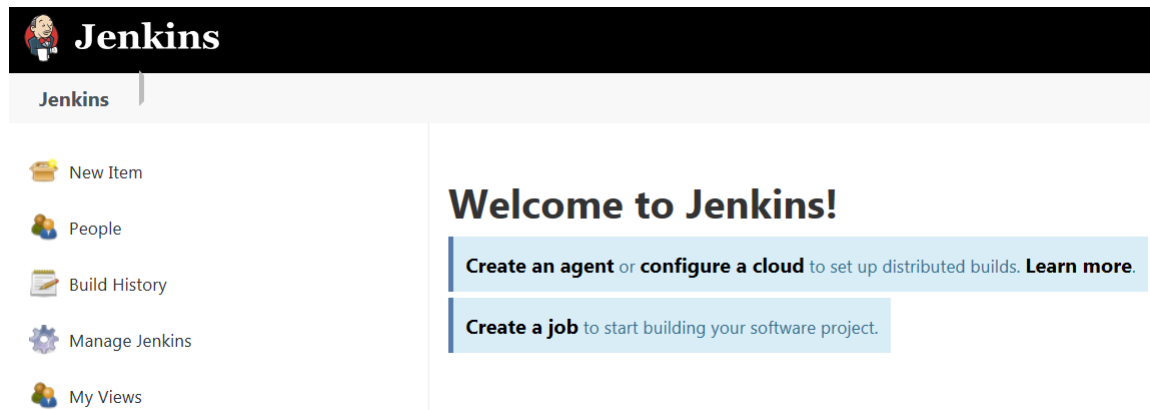 Jenkins
Jenkins
New Item
People
Build History
Manage Jenkins
My Views
Welcome to Jenkins!
Create an agent or configure a cloud to set up distributed builds. Learn more.
Create a job to start building your software project.